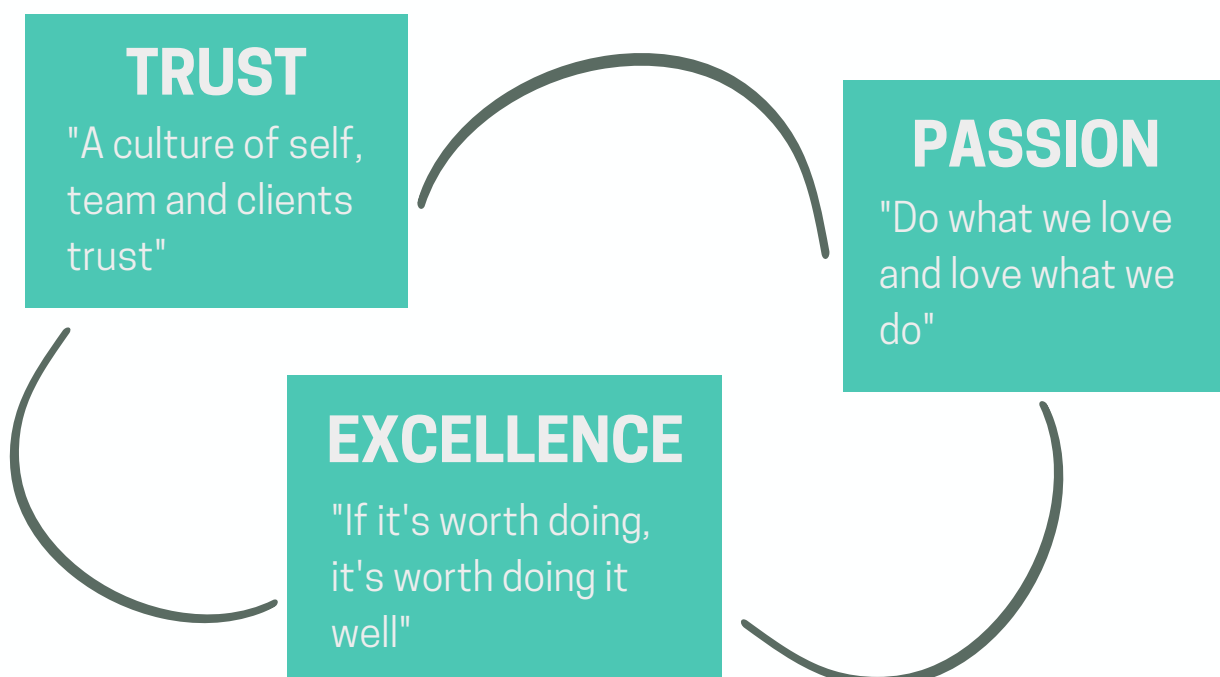 TRUST
"A culture of self,
team and clients
trust"
PASSION
"Do what we love
and love what we
do"
EXCELLENCE
"If it's worth doing,
it's worth doing it
well"